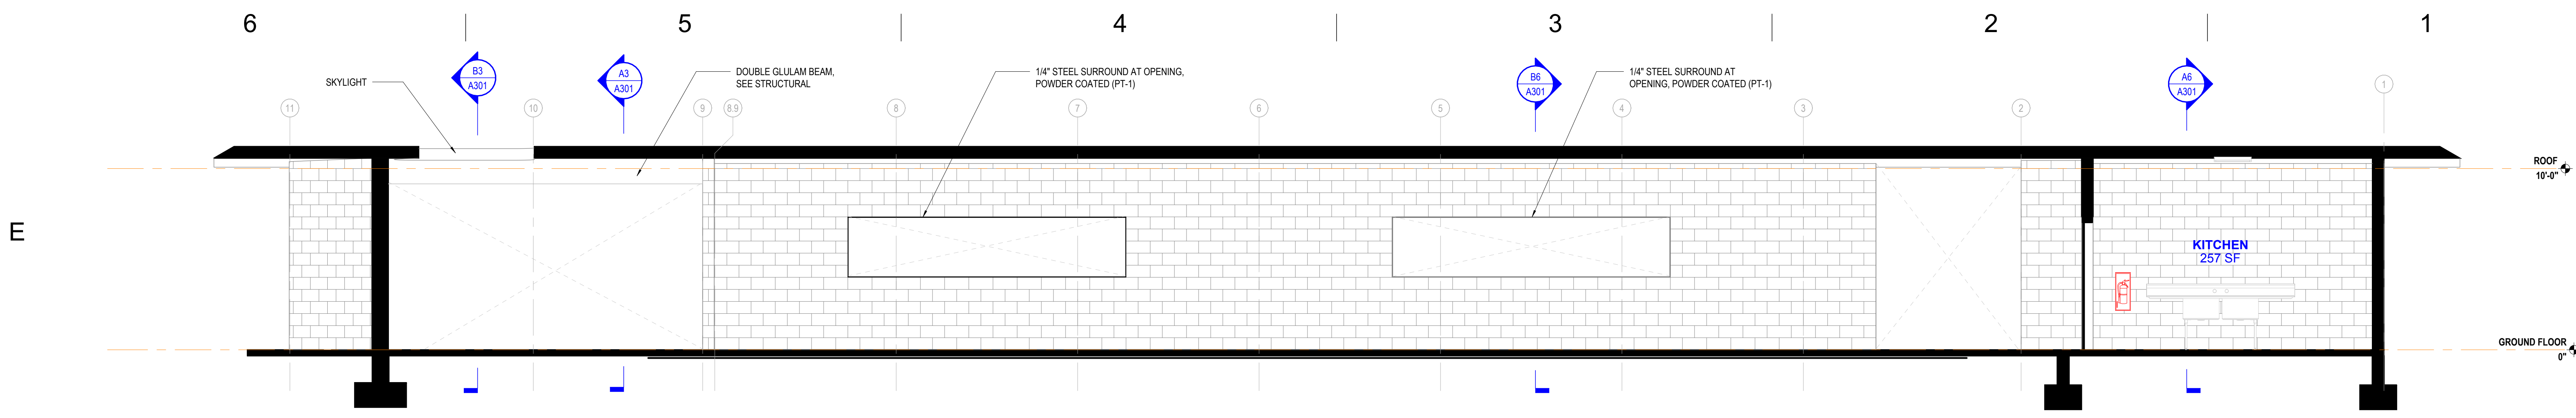 6 5 4 3 2 1
SKYLIGHT
B3
A301
A3
A301
DOUBLE GLULAM BEAM,
SEE STRUCTURAL
1/4" STEEL SURROUND AT OPENING,
POWDER COATED (PT-1)
B6
A301
1/4" STEEL SURROUND AT
OPENING, POWDER COATED (PT-1)
A6
A301
11 10 9 8.9 8 7 6 5 4 3 2 1
ROOF
10'-0"
E
KITCHEN
257 SF
GROUND FLOOR
0"